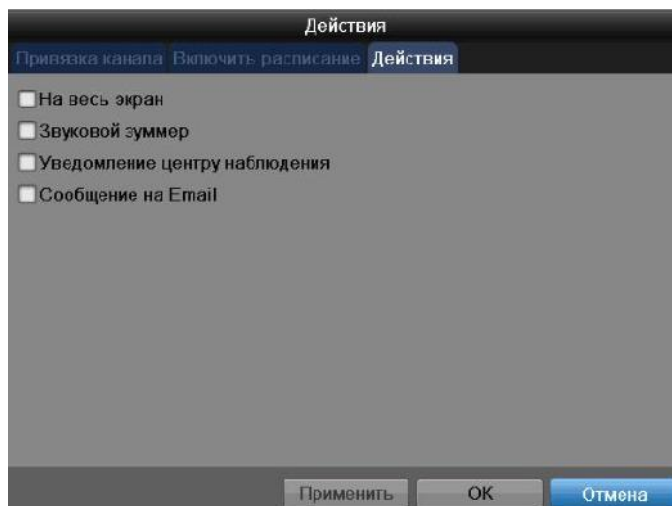 Действия
Привязка канала Включить расписание Действия
На весь экран
Звуковой зуммер
Уведомление центру наблюдения
Сообщение на Email
Применить OK Отмена